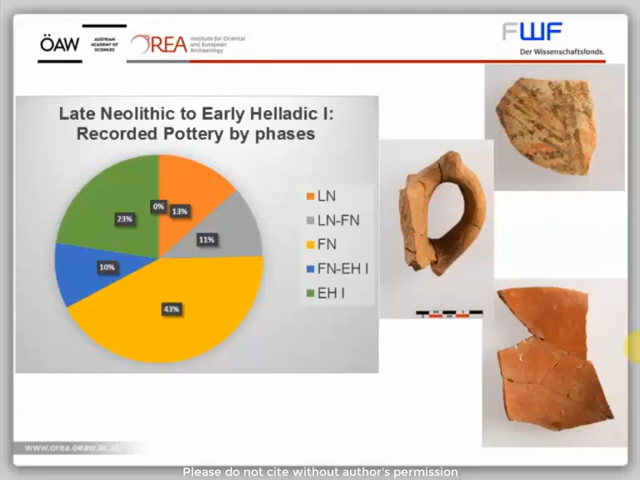 ÖAW
AUSTRIAN
ACADEMY OF
SCIENCES
OREA
Institute for Oriental
and European
Archaeology
FWF
Der Wissenschaftsfonds.
Late Neolithic to Early Helladic I:
Recorded Pottery by phases
0%
13%
11%
43%
10%
23%
LN
LN-FN
FN
FN-EH I
EH I
www.orea.oeaw.ac.at
Please do not cite without author's permission